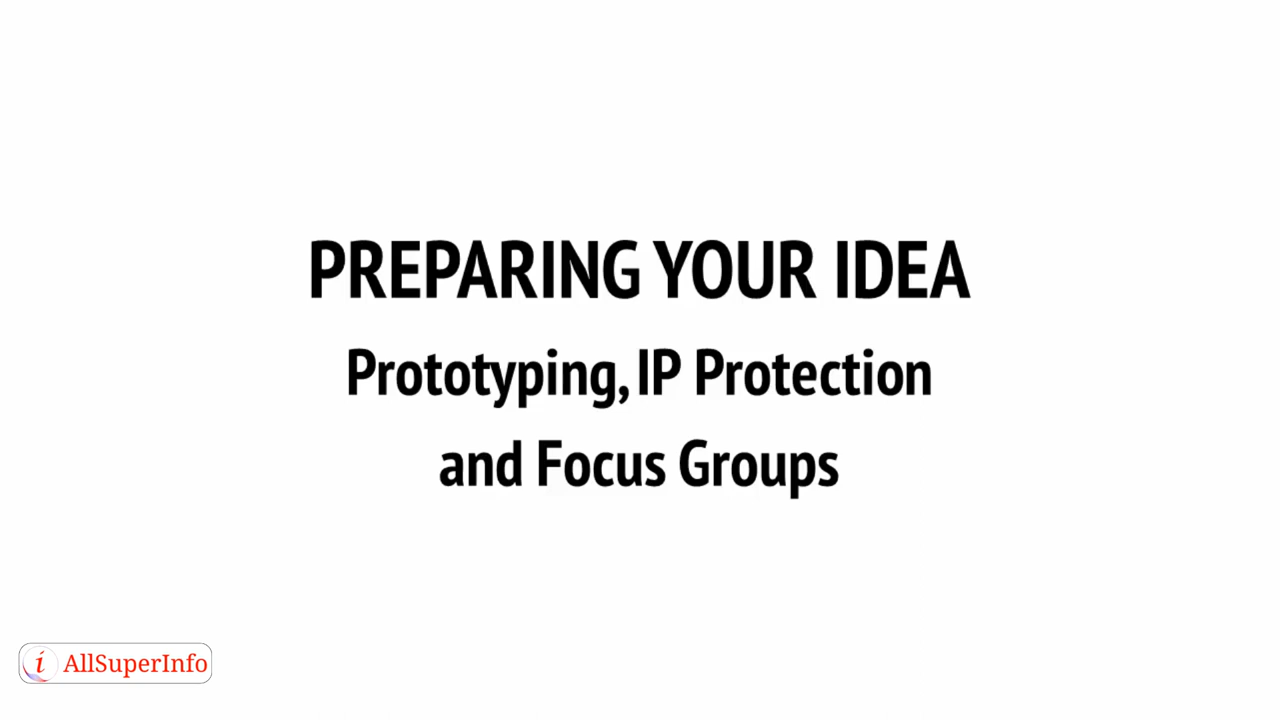 PREPARING YOUR IDEA
Prototyping, IP Protection
and Focus Groups
i AllSuperInfo